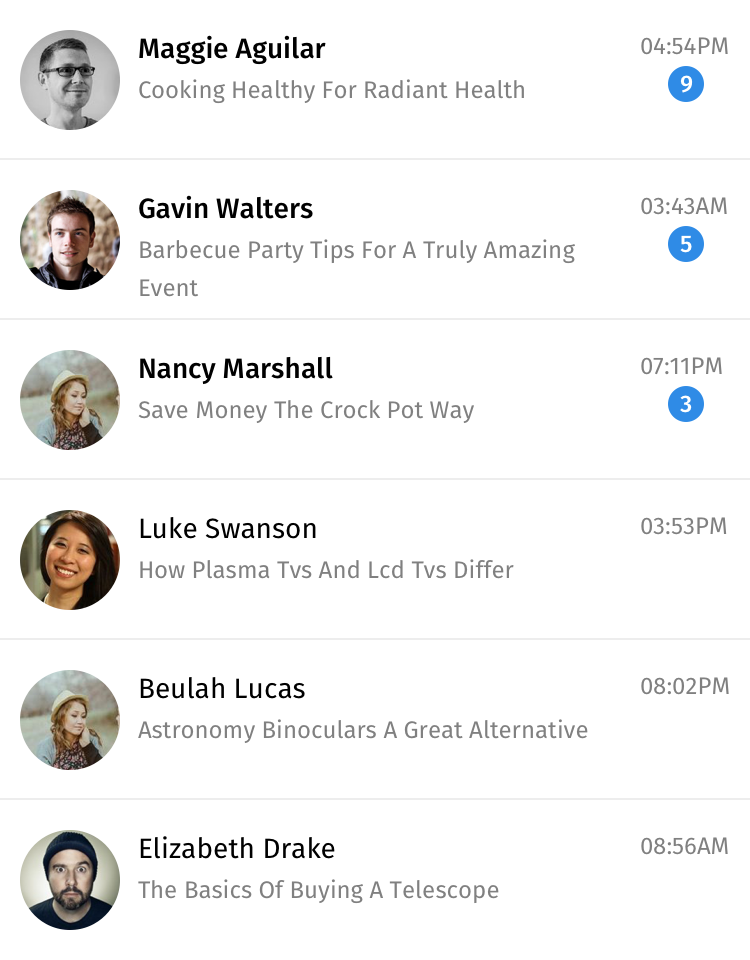 Maggie Aguilar 04:54PM
Cooking Healthy For Radiant Health 9
Gavin Walters 03:43AM
Barbecue Party Tips For A Truly Amazing 5
Event
Nancy Marshall 07:11PM
Save Money The Crock Pot Way 3
Luke Swanson 03:53PM
How Plasma Tvs And Lcd Tvs Differ
Beulah Lucas 08:02PM
Astronomy Binoculars A Great Alternative
Elizabeth Drake 08:56AM
The Basics Of Buying A Telescope